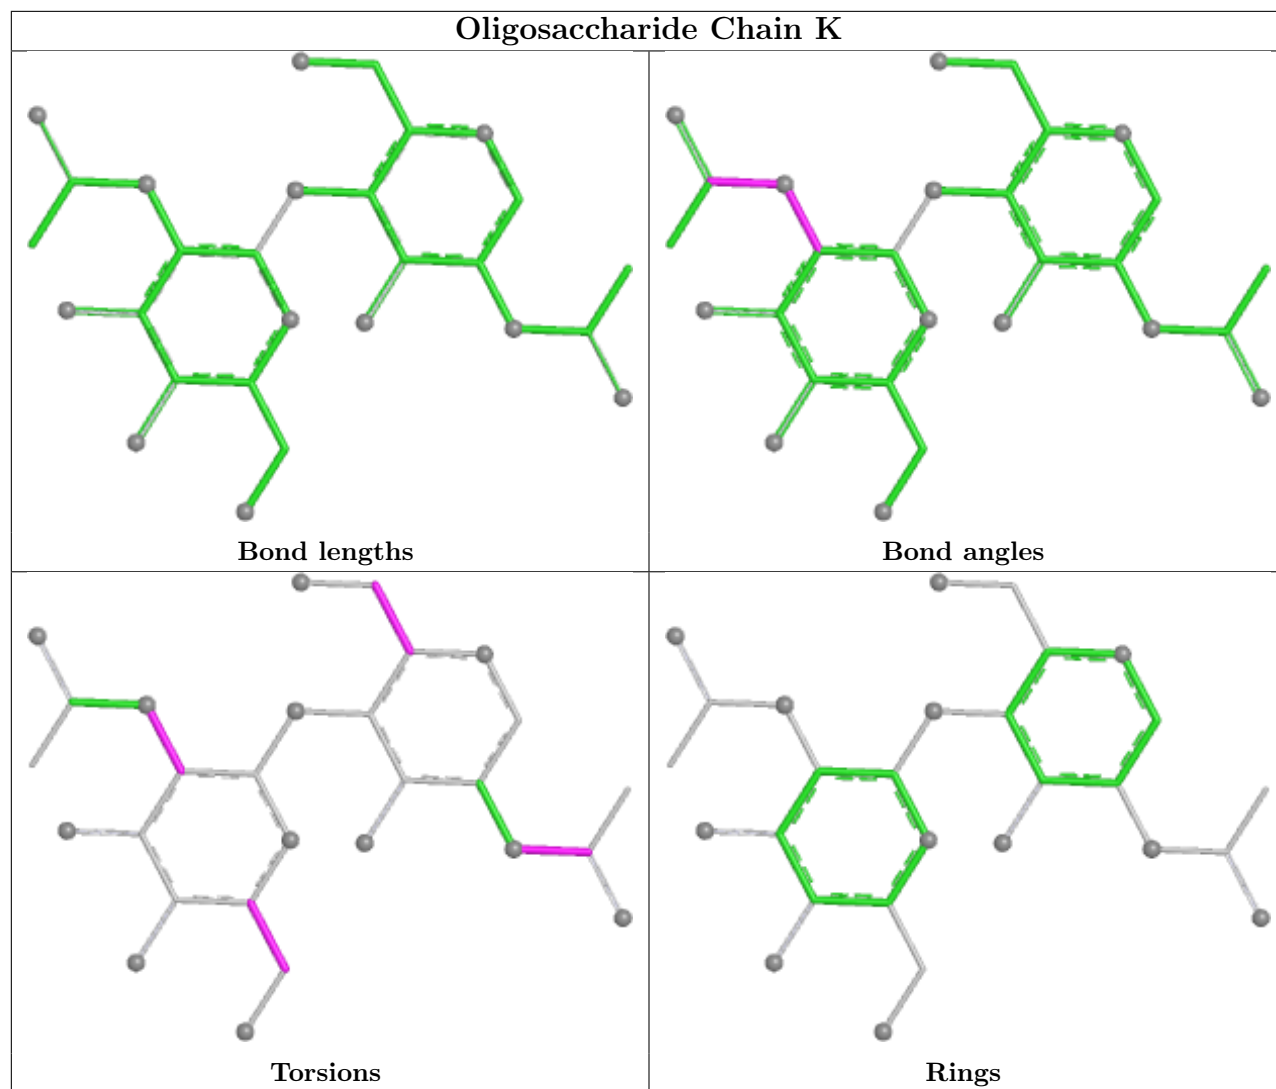 Oligosaccharide Chain K
Bond lengths
Bond angles
Torsions
Rings